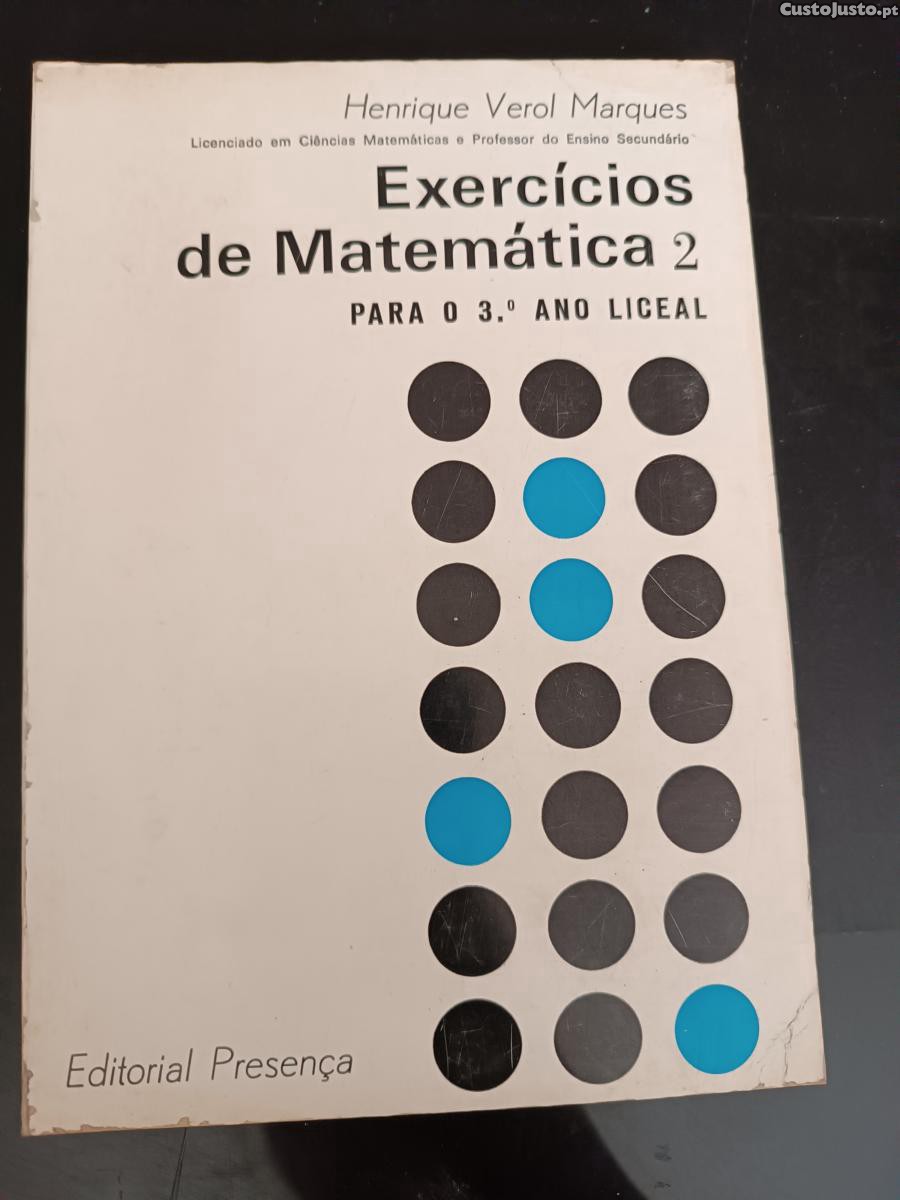 CustoJusto.pt
Henrique Verol Marques
Licenciado em Ciências Matemáticas e Professor do Ensino Secundário
Exercícios
de Matemática 2
PARA O 3.º ANO LICEAL
Editorial Presença